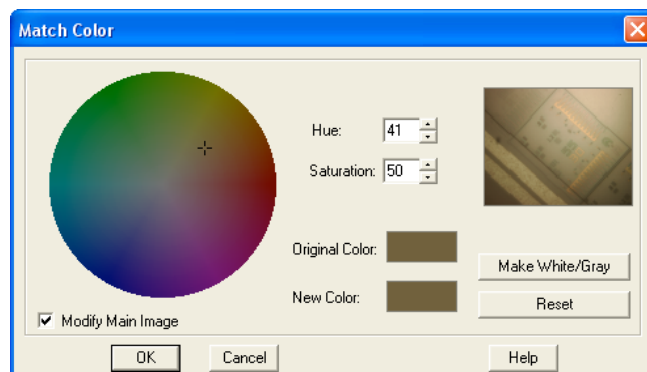 Match Color
Hue: 41
Saturation: 50
Original Color:
Make White/Gray
New Color:
Reset
Modify Main Image
OK Cancel Help